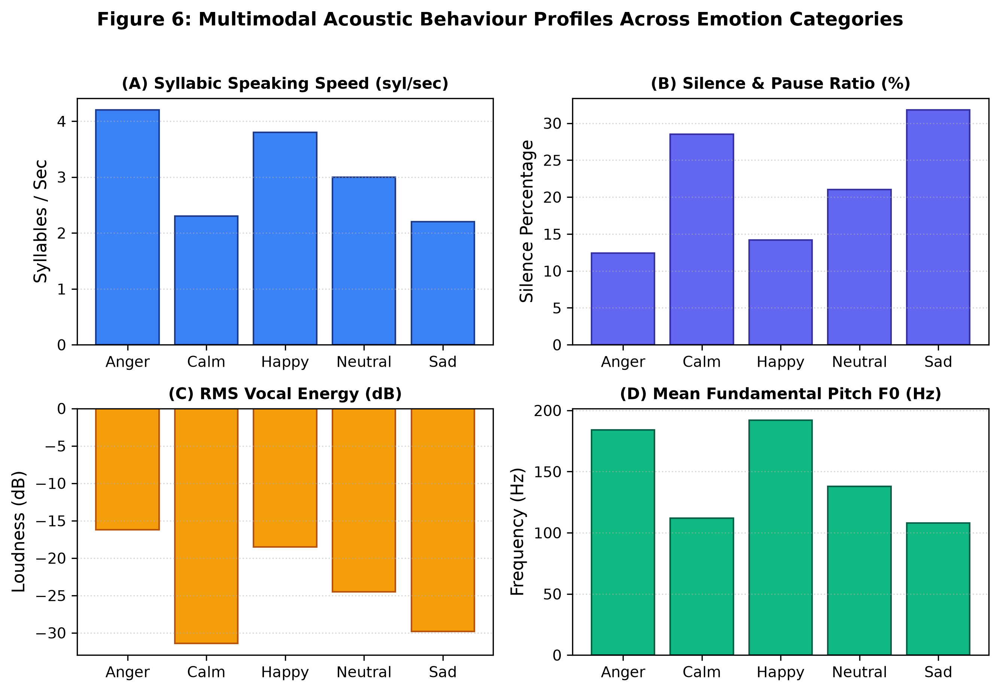 Figure 6: Multimodal Acoustic Behaviour Profiles Across Emotion Categories
(A) Syllabic Speaking Speed (syl/sec)
Syllables / Sec
4
3
2
1
0
Anger Calm Happy Neutral Sad
(B) Silence & Pause Ratio (%)
Silence Percentage
30
25
20
15
10
5
0
Anger Calm Happy Neutral Sad
(C) RMS Vocal Energy (dB)
Loudness (dB)
0
−5
−10
−15
−20
−25
−30
Anger Calm Happy Neutral Sad
(D) Mean Fundamental Pitch F0 (Hz)
Frequency (Hz)
200
150
100
50
0
Anger Calm Happy Neutral Sad